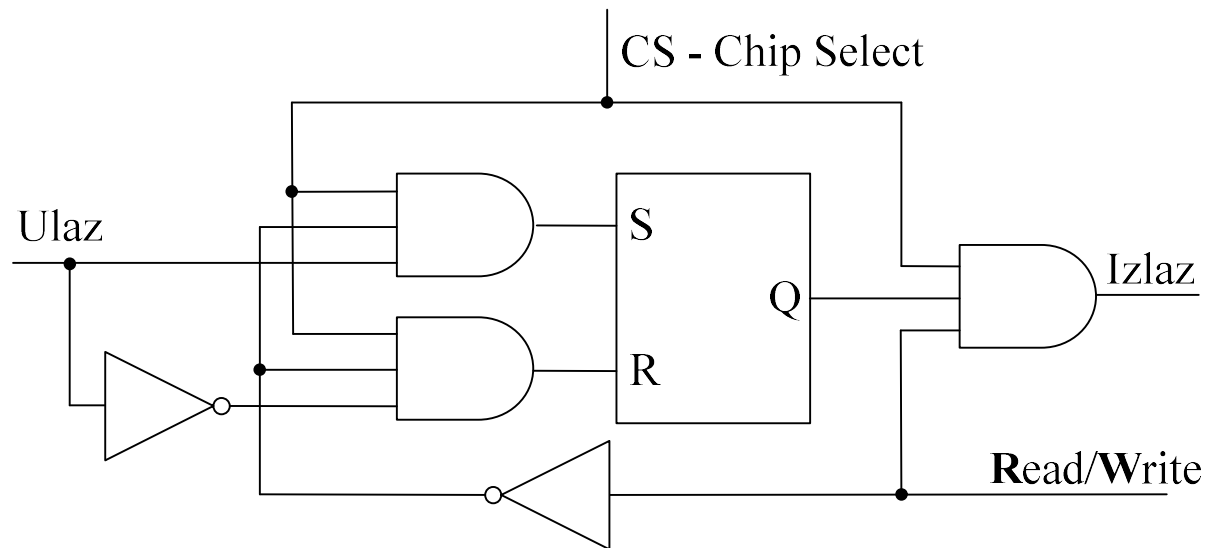 CS - Chip Select
Ulaz
S
Izlaz
Q
R
Read/Write